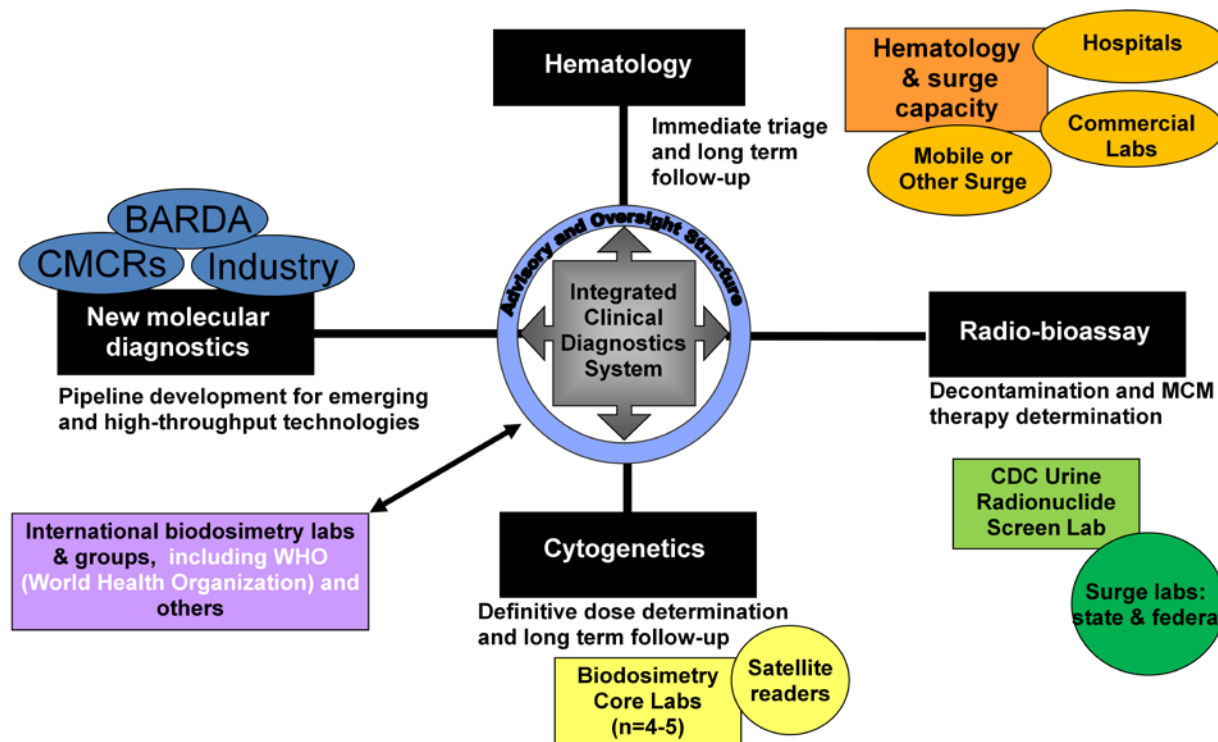 Hematology
Immediate triage
and long term
follow-up
Hematology
& surge
capacity
Hospitals
Commercial
Labs
Mobile or
Other Surge
BARDA
CMCRs
Industry
New molecular
diagnostics
Pipeline development for emerging
and high-throughput technologies
Advisory and Oversight Structure
Integrated
Clinical
Diagnostics
System
Radio-bioassay
Decontamination and MCM
therapy determination
CDC Urine
Radionuclide
Screen Lab
Surge labs:
state & federa
International biodosimetry labs
& groups, including WHO
(World Health Organization) and
others
Cytogenetics
Definitive dose determination
and long term follow-up
Biodosimetry
Core Labs
(n=4-5)
Satellite
readers